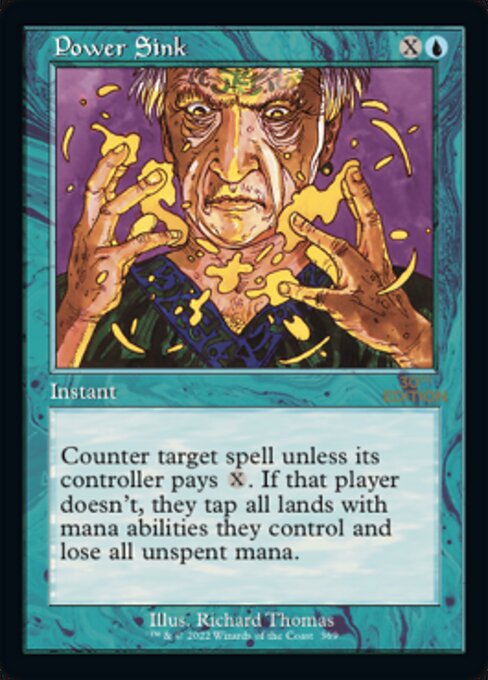 Power Sink X
Instant
30TH
EDITION
Counter target spell unless its
controller pays X. If that player
doesn't, they tap all lands with
mana abilities they control and
lose all unspent mana.
Illus. Richard Thomas
™ & © 2022 Wizards of the Coast 369